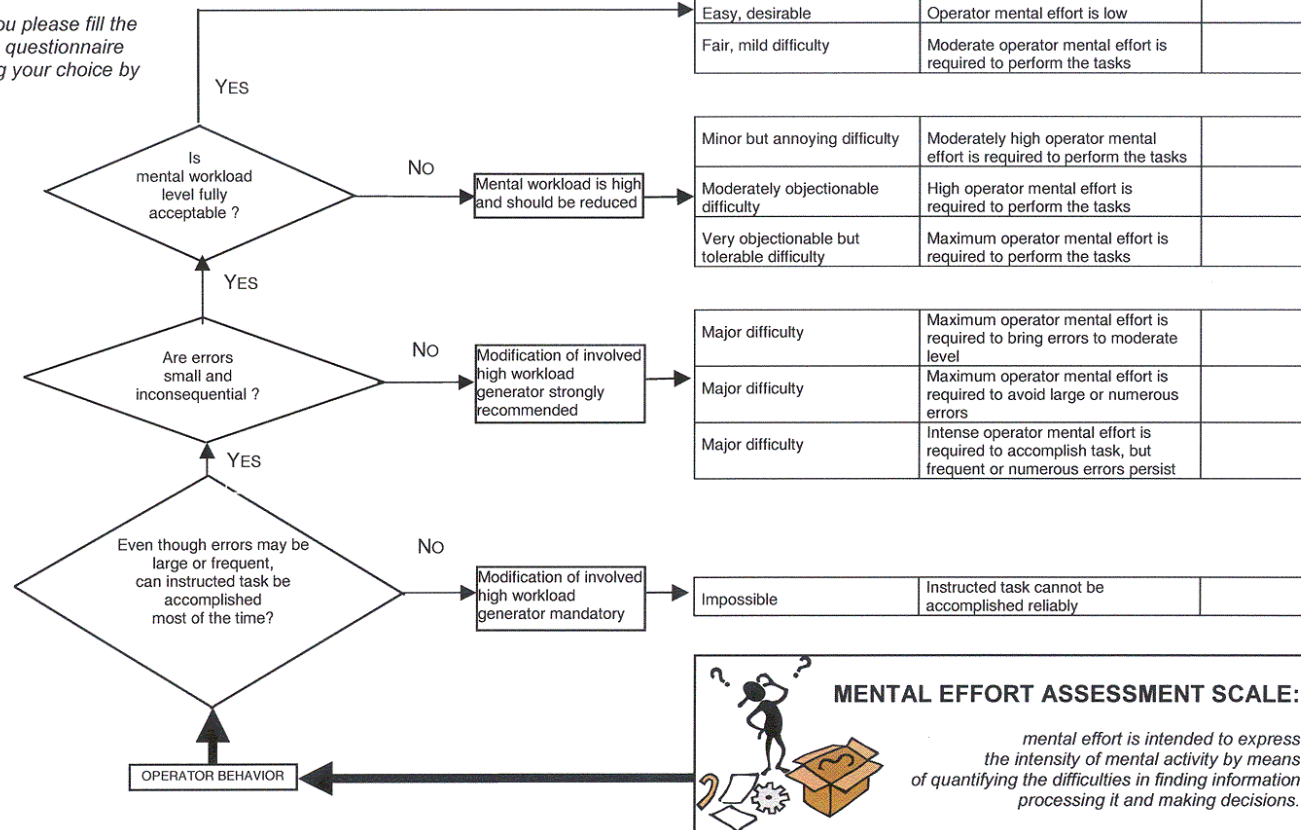 Easy, desirable
Operator mental effort is low
you please fill the
questionnaire
your choice by
Fair, mild difficulty
Moderate operator mental effort is
required to perform the tasks
YES
Is
mental workload
level fully
acceptable ?
NO
Mental workload is high
and should be reduced
Minor but annoying difficulty
Moderately high operator mental
effort is required to perform the tasks
Moderately objectionable
difficulty
High operator mental effort is
required to perform the tasks
Very objectionable but
tolerable difficulty
Maximum operator mental effort is
required to perform the tasks
YES
Are errors
small and
inconsequential ?
NO
Modification of involved
high workload
generator strongly
recommended
Major difficulty
Maximum operator mental effort is
required to bring errors to moderate
level
Major difficulty
Maximum operator mental effort is
required to avoid large or numerous
errors
Major difficulty
Intense operator mental effort is
required to accomplish task, but
frequent or numerous errors persist
YES
Even though errors may be
large or frequent,
can instructed task be
accomplished
most of the time?
NO
Modification of involved
high workload
generator mandatory
Impossible
Instructed task cannot be
accomplished reliably
OPERATOR BEHAVIOR
? ?
MENTAL EFFORT ASSESSMENT SCALE:
mental effort is intended to express
the intensity of mental activity by means
of quantifying the difficulties in finding information
processing it and making decisions.